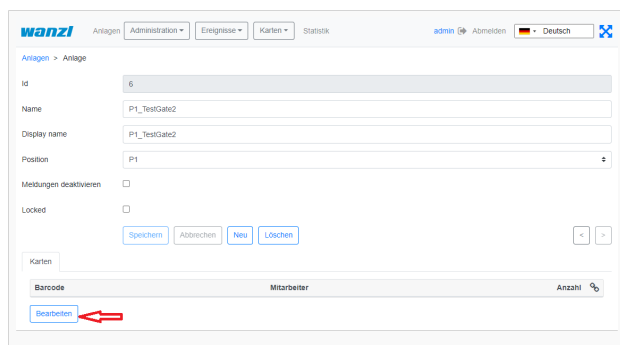 wanzl Anlagen Administration Ereignisse Karten Statistik admin Abmelden Deutsch
Anlagen > Anlage
Id 6
Name P1_TestGate2
Display name P1_TestGate2
Position P1
Meldungen deaktivieren
Locked
Speichern Abbrechen Neu Löschen < >
Karten
Barcode Mitarbeiter Anzahl
Bearbeiten